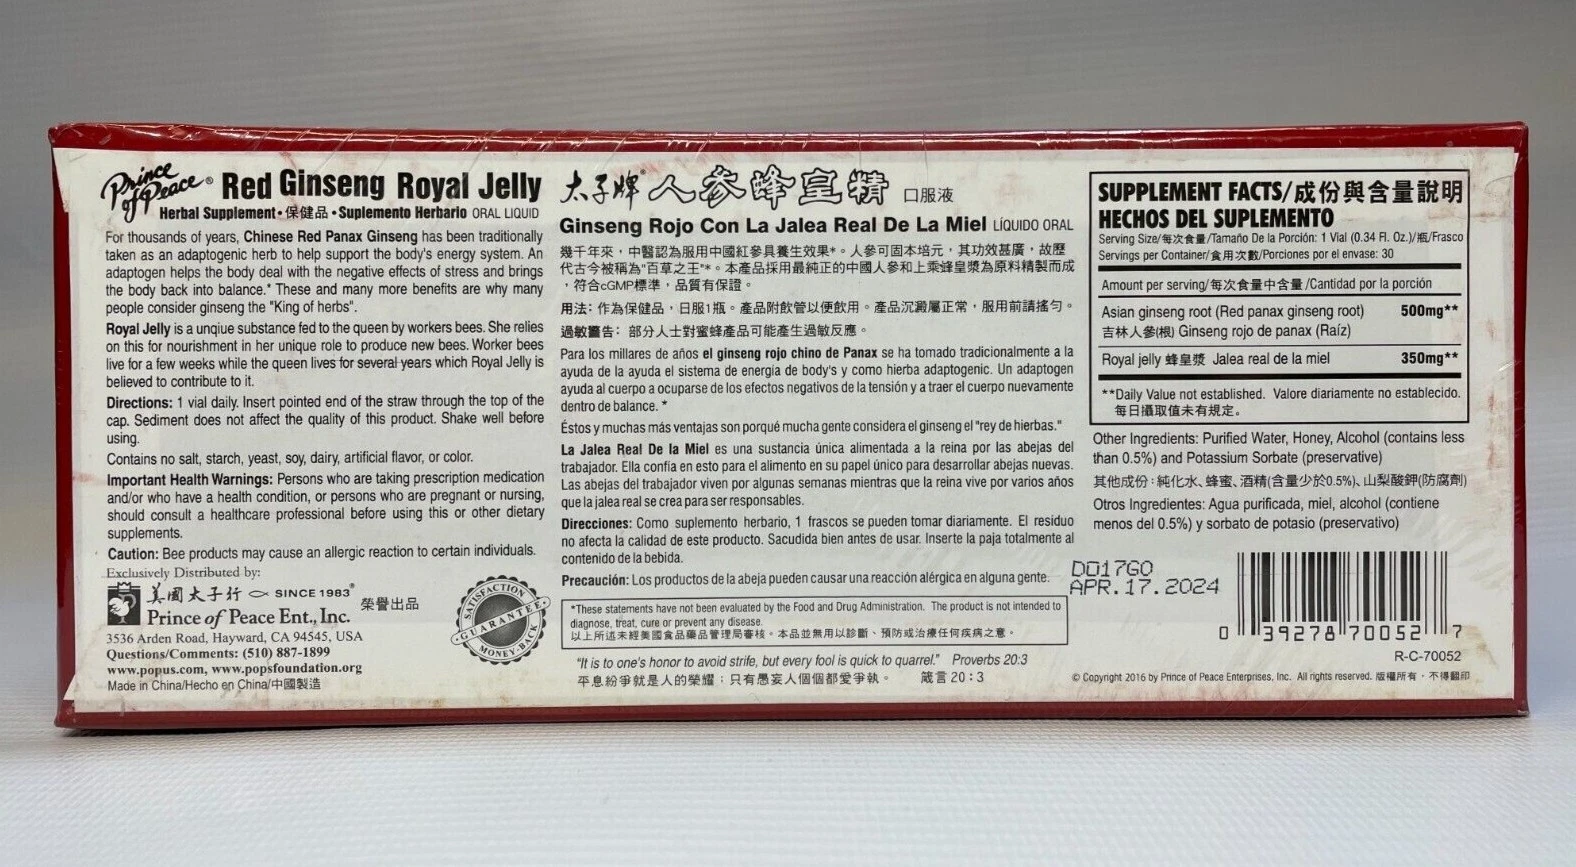 Prince of Peace® Red Ginseng Royal Jelly
Herbal Supplement • 保健品 • Suplemento Herbario ORAL LIQUID
For thousands of years, Chinese Red Panax Ginseng has been traditionally
taken as an adaptogenic herb to help support the body's energy system. An
adaptogen helps the body deal with the negative effects of stress and brings
the body back into balance.* These and many more benefits are why many
people consider ginseng the "King of herbs".
Royal Jelly is a unqiue substance fed to the queen by workers bees. She relies
on this for nourishment in her unique role to produce new bees. Worker bees
live for a few weeks while the queen lives for several years which Royal Jelly is
believed to contribute to it.
Directions: 1 vial daily. Insert pointed end of the straw through the top of the
cap. Sediment does not affect the quality of this product. Shake well before
using.
Contains no salt, starch, yeast, soy, dairy, artificial flavor, or color.
Important Health Warnings: Persons who are taking prescription medication
and/or who have a health condition, or persons who are pregnant or nursing,
should consult a healthcare professional before using this or other dietary
supplements.
Caution: Bee products may cause an allergic reaction to certain individuals.
Exclusively Distributed by:
美國太子行 SINCE 1983® 榮譽出品
Prince of Peace Ent., Inc.
3536 Arden Road, Hayward, CA 94545, USA
Questions/Comments: (510) 887-1899
www.popus.com, www.popsfoundation.org
Made in China/Hecho en China/中國製造
SATISFACTION
GUARANTEE
MONEY-BACK
太子牌®人參蜂皇精 口服液
Ginseng Rojo Con La Jalea Real De La Miel LÍQUIDO ORAL
幾千年來，中醫認為服用中國紅參具養生效果*。人參可固本培元，其功效甚廣，故歷
代古今被稱為"百草之王"*。本產品採用最純正的中國人參和上乘蜂皇漿為原料精製而成
，符合cGMP標準，品質有保證。
用法：作為保健品，日服1瓶。產品附飲管以便飲用。產品沉澱屬正常，服用前請搖勻。
過敏警告：部分人士對蜜蜂產品可能產生過敏反應。
Para los millares de años el ginseng rojo chino de Panax se ha tomado tradicionalmente a la
ayuda de la ayuda el sistema de energía de body's y como hierba adaptogenic. Un adaptogen
ayuda al cuerpo a ocuparse de los efectos negativos de la tensión y a traer el cuerpo nuevamente
dentro de balance. *
Éstos y muchas más ventajas son porqué mucha gente considera el ginseng el "rey de hierbas."
La Jalea Real De la Miel es una sustancia única alimentada a la reina por las abejas del
trabajador. Ella confía en esto para el alimento en su papel único para desarrollar abejas nuevas.
Las abejas del trabajador viven por algunas semanas mientras que la reina vive por varios años
que la jalea real se crea para ser responsables.
Direcciones: Como suplemento herbario, 1 frascos se pueden tomar diariamente. El residuo
no afecta la calidad de este producto. Sacudida bien antes de usar. Inserte la paja totalmente al
contenido de la bebida.
Precaución: Los productos de la abeja pueden causar una reacción alérgica en alguna gente.
*These statements have not been evaluated by the Food and Drug Administration. The product is not intended to
diagnose, treat, cure or prevent any disease.
以上所述未經美國食品藥品管理局審核。本品並無用以診斷、預防或治療任何疾病之意。
"It is to one's honor to avoid strife, but every fool is quick to quarrel." Proverbs 20:3
平息紛爭就是人的榮耀：只有愚妄人個個都愛爭執。 箴言20：3
SUPPLEMENT FACTS/成份與含量說明
HECHOS DEL SUPLEMENTO
Serving Size/每次食量/Tamaño De la Porción: 1 Vial (0.34 Fl. Oz.)/瓶/Frasco
Servings per Container/食用次數/Porciones por el envase: 30
Amount per serving/每次食量中含量/Cantidad por la porción
Asian ginseng root (Red panax ginseng root) 500mg**
吉林人參(根) Ginseng rojo de panax (Raíz)
Royal jelly 蜂皇漿 Jalea real de la miel 350mg**
**Daily Value not established. Valore diariamente no establecido.
每日攝取值未有規定。
Other Ingredients: Purified Water, Honey, Alcohol (contains less
than 0.5%) and Potassium Sorbate (preservative)
其他成份：純化水、蜂蜜、酒精(含量少於0.5%)、山梨酸鉀(防腐劑)
Otros Ingredientes: Agua purificada, miel, alcohol (contiene
menos del 0.5%) y sorbato de potasio (preservativo)
D017G0
APR.17.2024
0 39278 70052 7
R-C-70052
© Copyright 2016 by Prince of Peace Enterprises, Inc. All rights reserved. 版權所有，不得翻印